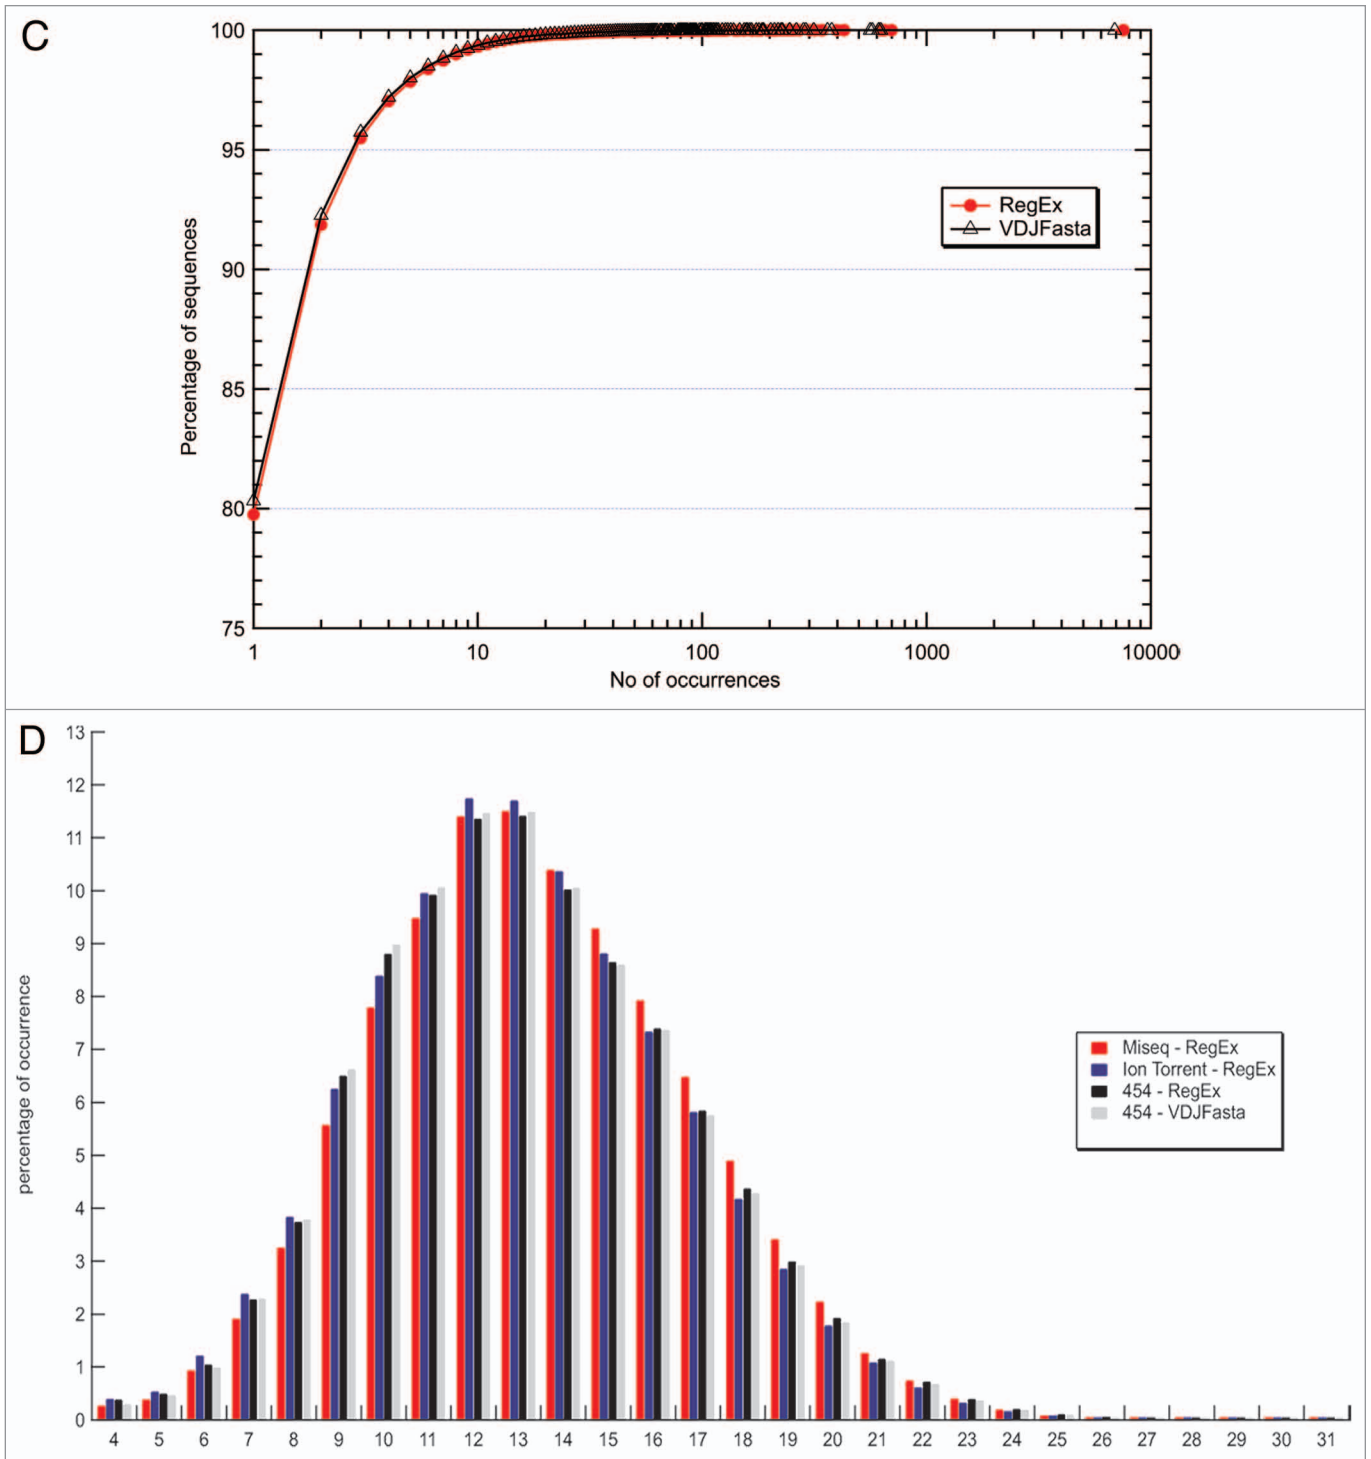 C
100
95
90
85
80
75
Percentage of sequences
RegEx
VDJFasta
1 10 100 1000 10000
No of occurrences
D
13
12
11
10
9
8
7
6
5
4
3
2
1
0
percentage of occurrence
Miseq - RegEx
Ion Torrent - RegEx
454 - RegEx
454 - VDJFasta
4 5 6 7 8 9 10 11 12 13 14 15 16 17 18 19 20 21 22 23 24 25 26 27 28 29 30 31